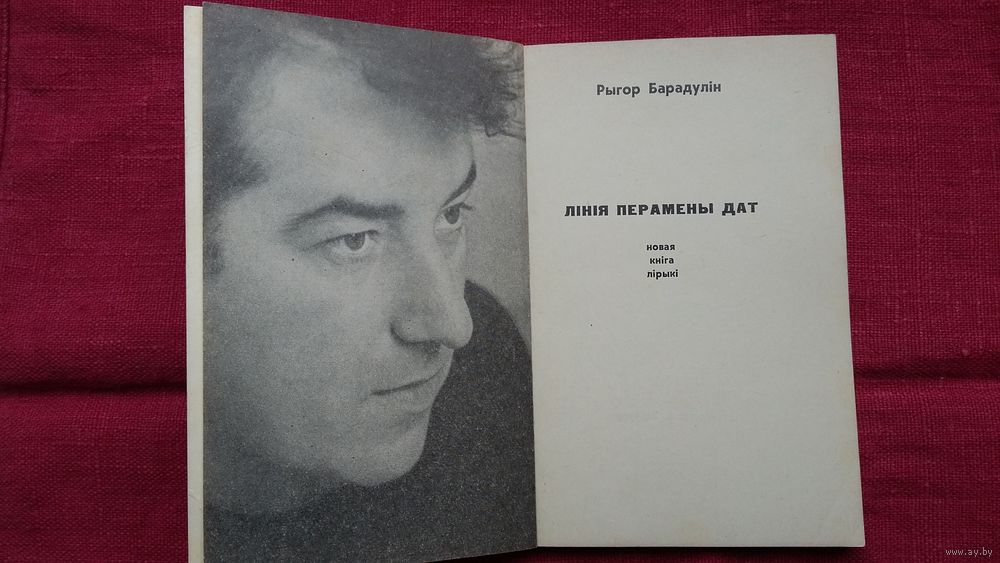 Рыгор Барадулін
ЛІНІЯ ПЕРАМЕНЫ ДАТ
новая
кніга
лірыкі
www.ay.by